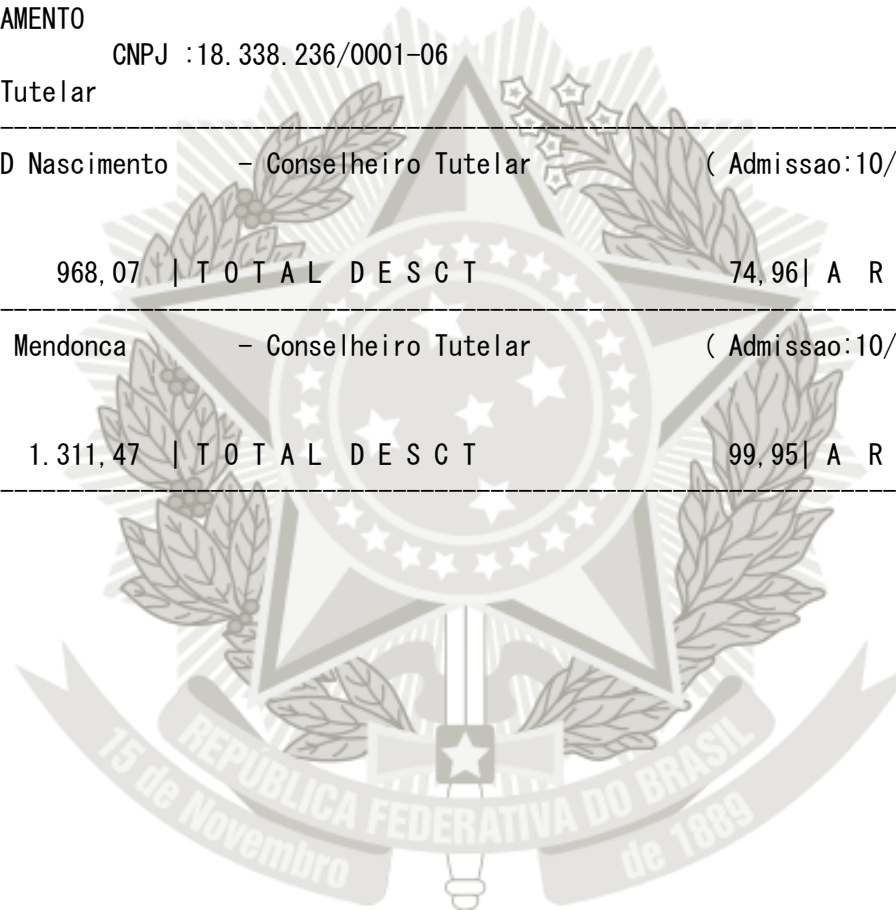 AMENTO
CNPJ :18.338.236/0001-06
Tutelar
D Nascimento - Conselheiro Tutelar ( Admissao:10/
968,07 | T O T A L D E S C T 74,96| A R
Mendonca - Conselheiro Tutelar ( Admissao:10/
1.311,47 | T O T A L D E S C T 99,95| A R
REPÚBLICA FEDERATIVA DO BRASIL
15 de Novembro de 1889